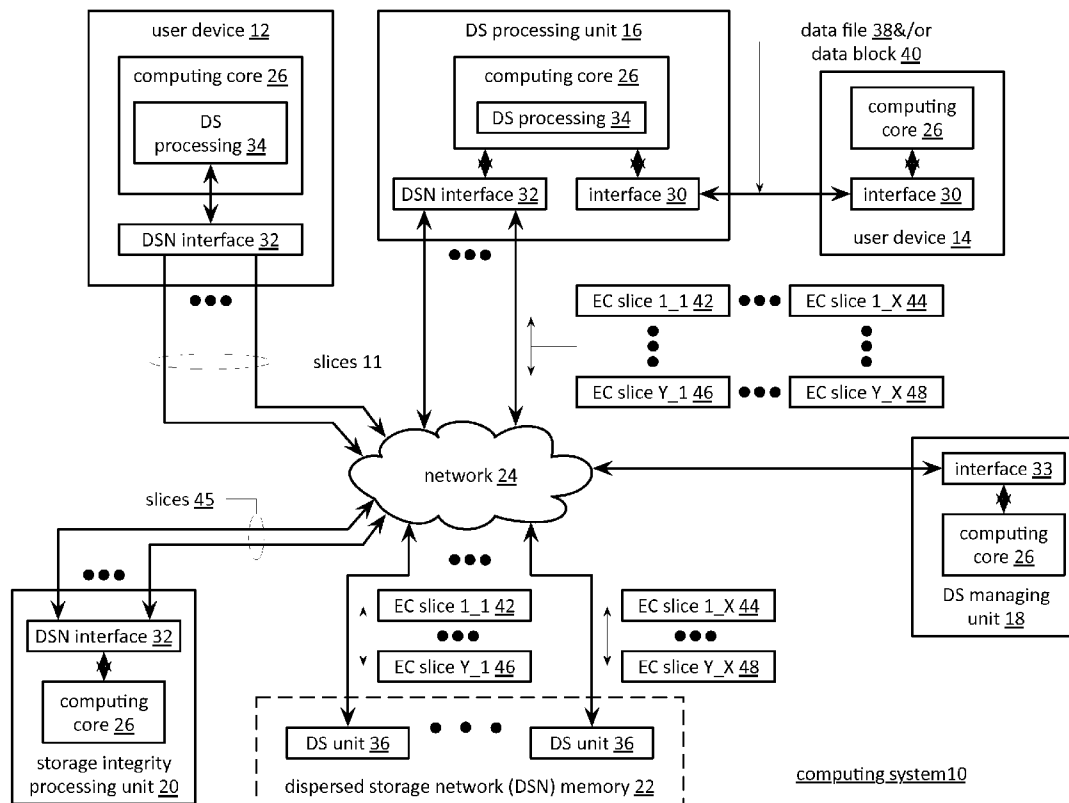 user device 12
computing core 26
DS
processing 34
DSN interface 32
DS processing unit 16
computing core 26
DS processing 34
DSN interface 32
interface 30
data file 38&/or
data block 40
computing
core 26
interface 30
user device 14
EC slice 1_1 42
EC slice 1_X 44
EC slice Y_1 46
EC slice Y_X 48
slices 11
network 24
slices 45
interface 33
computing
core 26
DS managing
unit 18
DSN interface 32
computing
core 26
storage integrity
processing unit 20
EC slice 1_1 42
EC slice Y_1 46
EC slice 1_X 44
EC slice Y_X 48
DS unit 36
DS unit 36
dispersed storage network (DSN) memory 22
computing system10